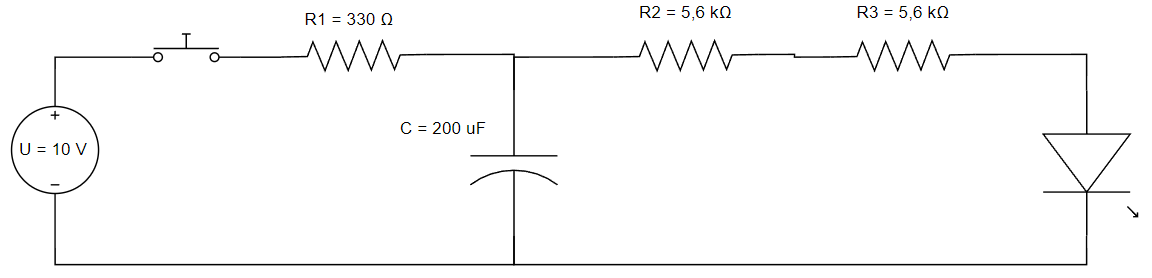 R1 = 330 Ω
R2 = 5,6 kΩ
R3 = 5,6 kΩ
C = 200 uF
+
U = 10 V
−